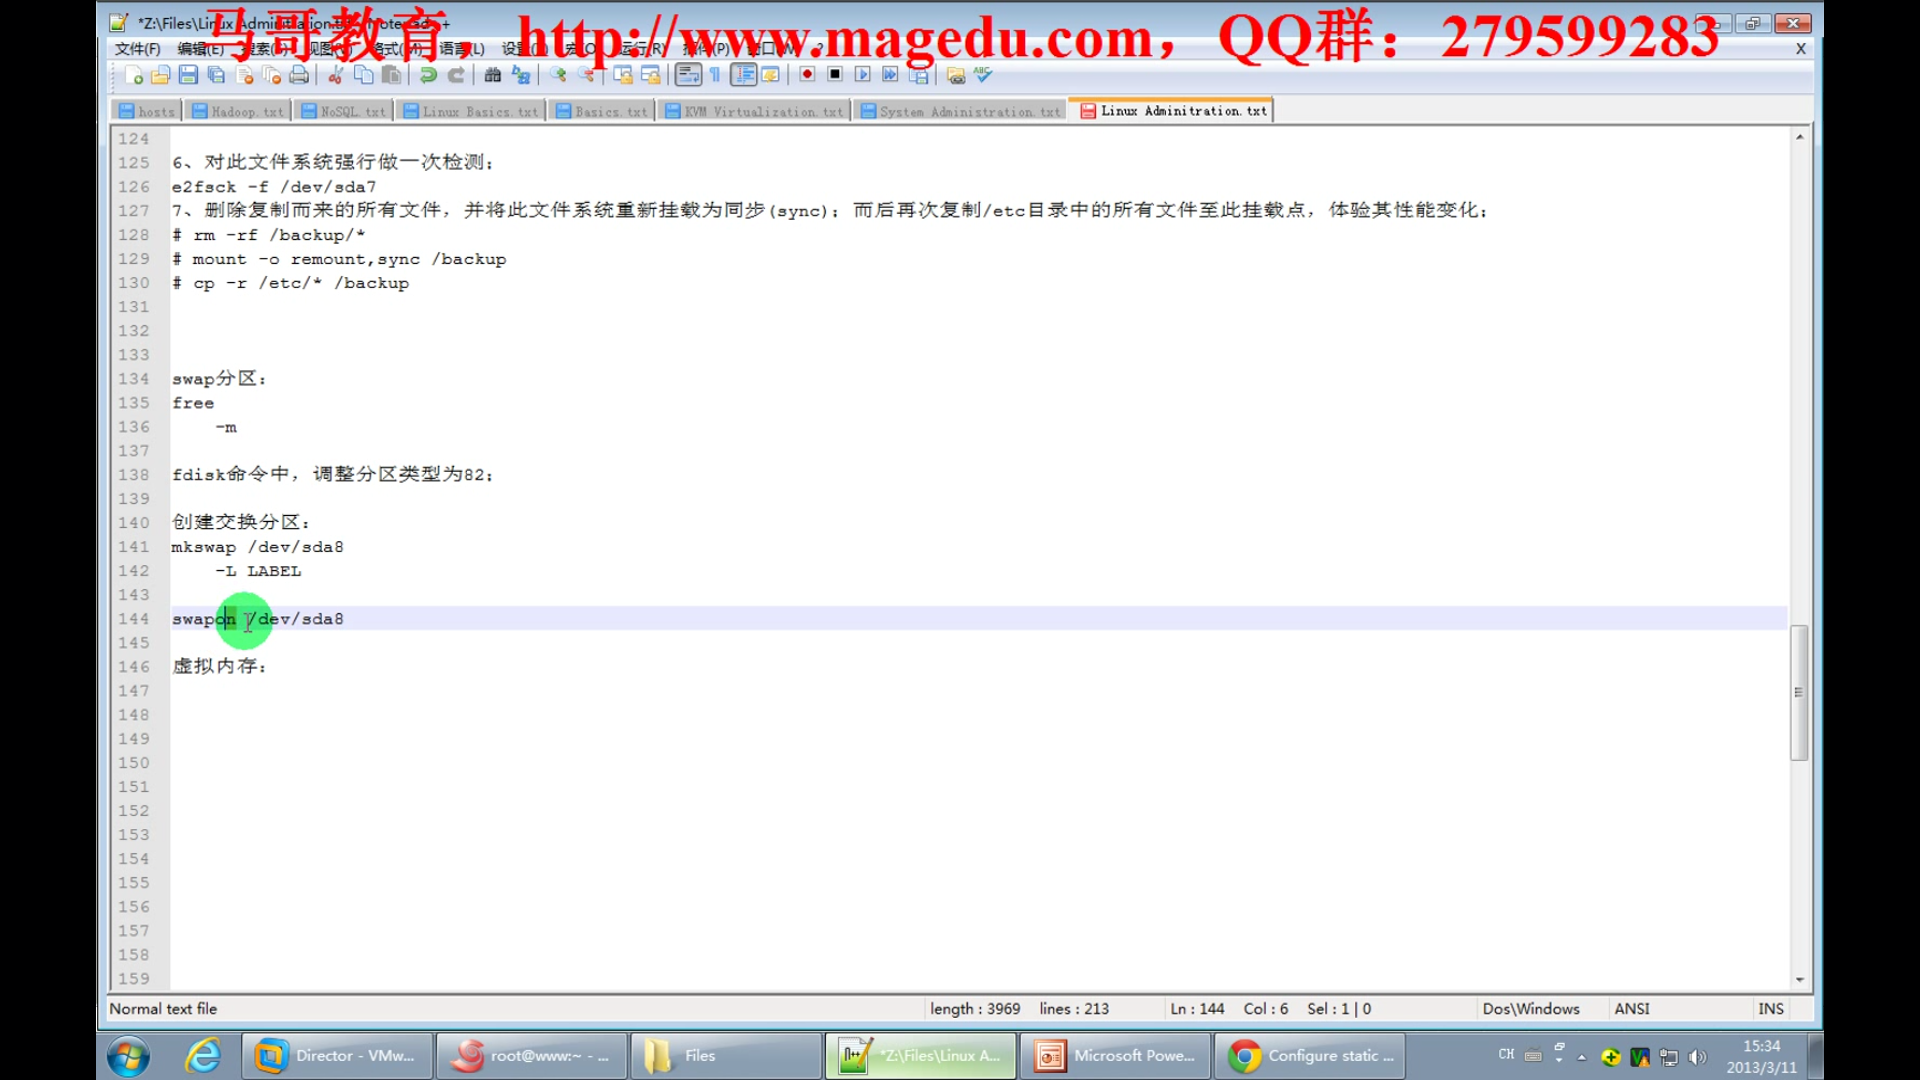 *Z:\Files\Linux Adminitration.txt - Notepad++
马哥教育，http://www.magedu.com，QQ群：279599283
文件(F) 编辑(E) 搜索(S) 视图(V) 格式(M) 语言(L) 设置(T) 宏(O) 运行(R) 插件(P) 窗口(W) ? X
hosts Hadoop.txt NoSQL.txt Linux Basics.txt Basics.txt KVM Virtualization.txt System Administration.txt Linux Adminitration.txt
124
125 6、对此文件系统强行做一次检测；
126 e2fsck -f /dev/sda7
127 7、删除复制而来的所有文件，并将此文件系统重新挂载为同步(sync)；而后再次复制/etc目录中的所有文件至此挂载点，体验其性能变化；
128 # rm -rf /backup/*
129 # mount -o remount,sync /backup
130 # cp -r /etc/* /backup
131
132
133
134 swap分区：
135 free
136 -m
137
138 fdisk命令中，调整分区类型为82；
139
140 创建交换分区：
141 mkswap /dev/sda8
142 -L LABEL
143
144 swapon /dev/sda8
145
146 虚拟内存：
147
148
149
150
151
152
153
154
155
156
157
158
159
Normal text file length : 3969 lines : 213 Ln : 144 Col : 6 Sel : 1 | 0 Dos\Windows ANSI INS
Director - VMw... root@www:~ - ... Files *Z:\Files\Linux A... Microsoft Powe... Configure static ... CH 15:34
2013/3/11